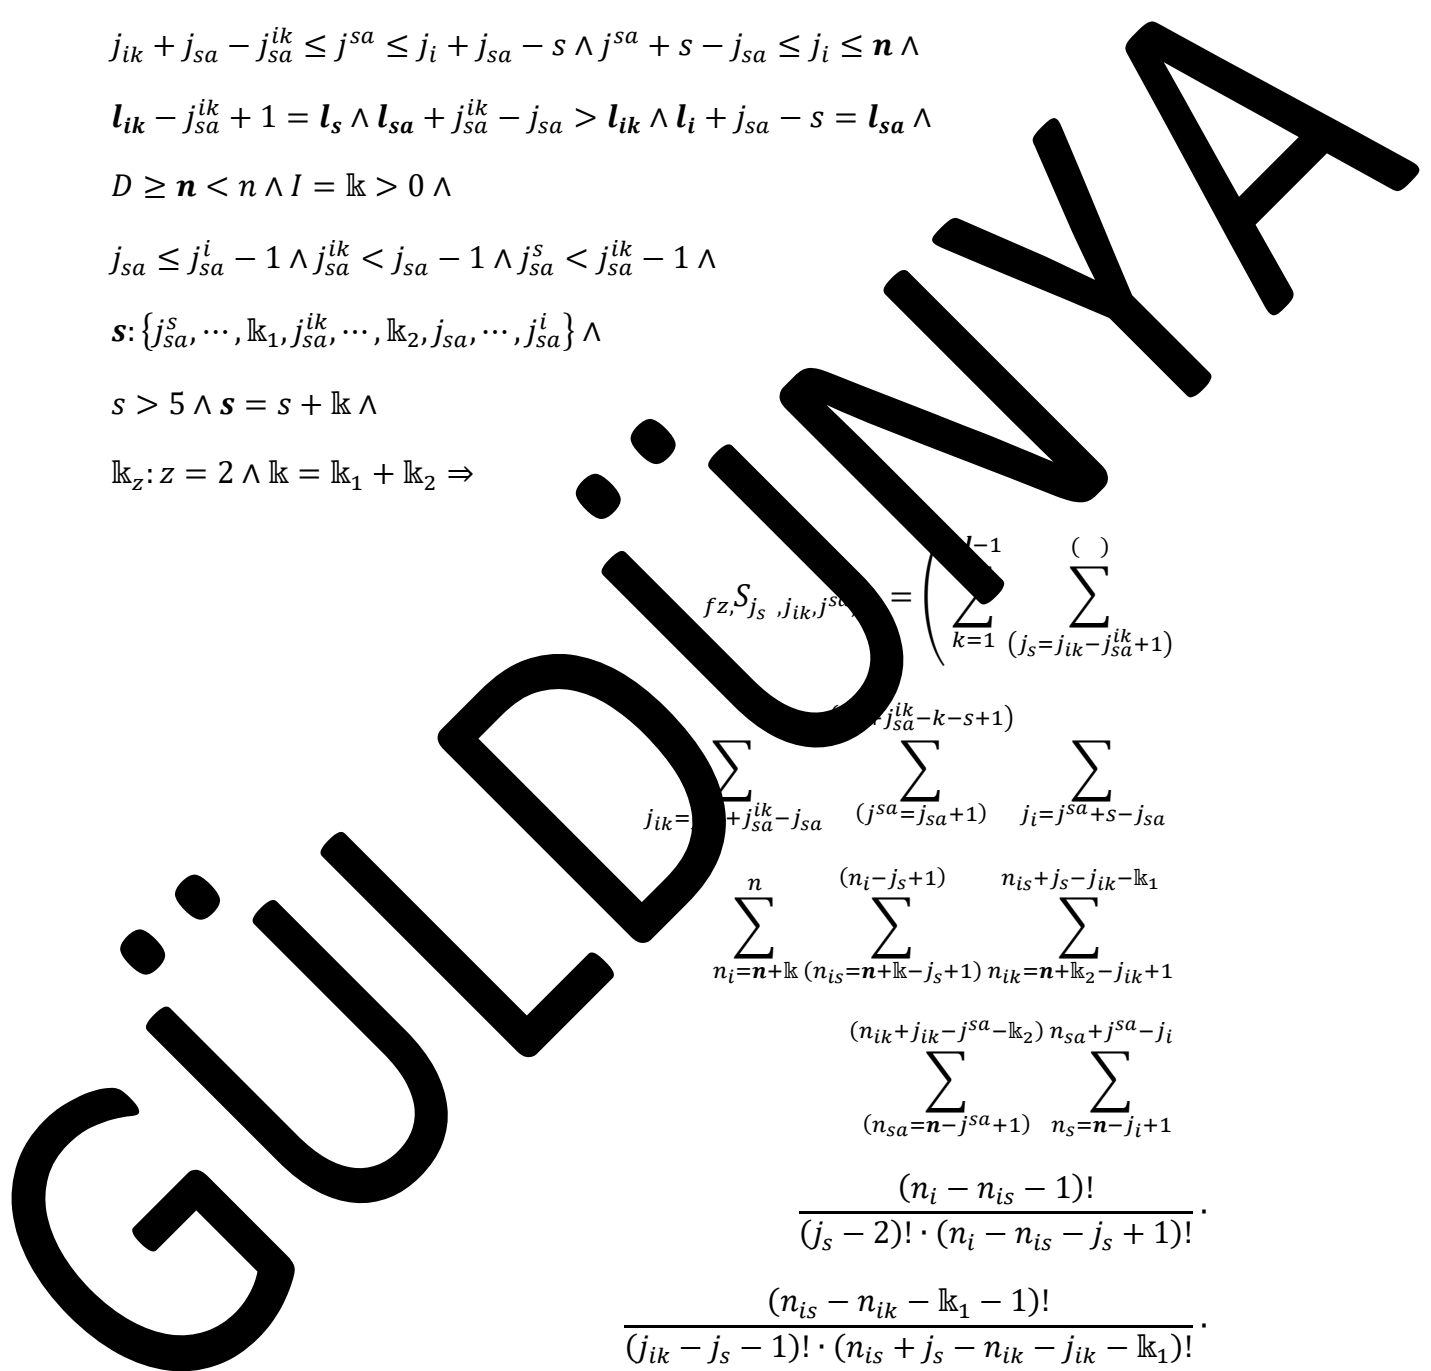 j_{ik} + j_{sa} − j_{sa}^{ik} ≤ j^{sa} ≤ j_i + j_{sa} − s ∧ j^{sa} + s − j_{sa} ≤ j_i ≤ n ∧
l_{ik} − j_{sa}^{ik} + 1 = l_s ∧ l_{sa} + j_{sa}^{ik} − j_{sa} > l_{ik} ∧ l_i + j_{sa} − s = l_{sa} ∧
D ≥ n < n ∧ I = 𝕜 > 0 ∧
j_{sa} ≤ j_{sa}^{i} − 1 ∧ j_{sa}^{ik} < j_{sa} − 1 ∧ j_{sa}^{s} < j_{sa}^{ik} − 1 ∧
s: {j_{sa}^{s}, ⋯, 𝕜_1, j_{sa}^{ik}, ⋯, 𝕜_2, j_{sa}, ⋯, j_{sa}^{i}} ∧
s > 5 ∧ s = s + 𝕜 ∧
𝕜_z: z = 2 ∧ 𝕜 = 𝕜_1 + 𝕜_2 ⇒
−1 ( )
_{fz,}S_{j_s ,j_{ik},j^{sa}} = ( ∑ ∑
k=1 (j_s=j_{ik}−j_{sa}^{ik}+1)
j_{sa}^{ik}−k−s+1)
∑ ∑ ∑
j_{ik}= +j_{sa}^{ik}−j_{sa} (j^{sa}=j_{sa}+1) j_i=j^{sa}+s−j_{sa}
n (n_i−j_s+1) n_{is}+j_s−j_{ik}−𝕜_1
∑ ∑ ∑
n_i=n+𝕜 (n_{is}=n+𝕜−j_s+1) n_{ik}=n+𝕜_2−j_{ik}+1
(n_{ik}+j_{ik}−j^{sa}−𝕜_2) n_{sa}+j^{sa}−j_i
∑ ∑
(n_{sa}=n−j^{sa}+1) n_s=n−j_i+1
(n_i − n_{is} − 1)!
(j_s − 2)! · (n_i − n_{is} − j_s + 1)! ·
(n_{is} − n_{ik} − 𝕜_1 − 1)!
(j_{ik} − j_s − 1)! · (n_{is} + j_s − n_{ik} − j_{ik} − 𝕜_1)! ·
GÜLDÜNYA